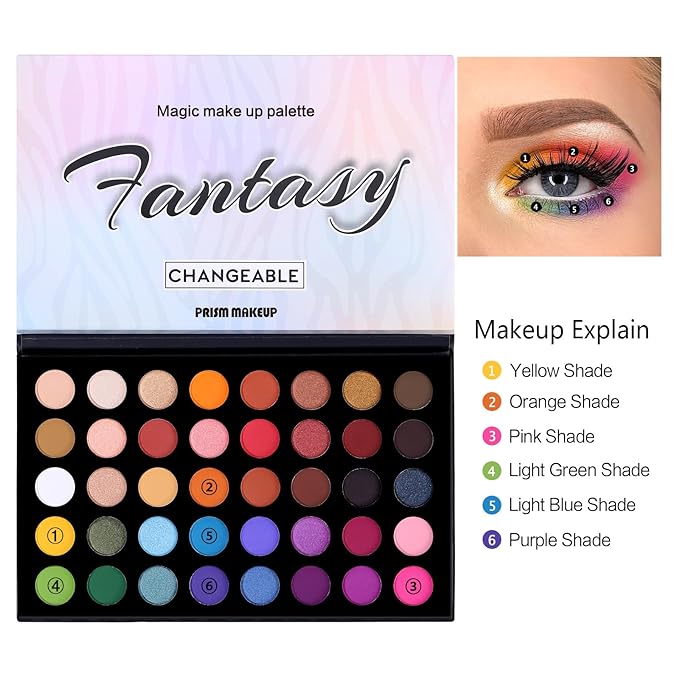 Magic make up palette
Fantasy
CHANGEABLE
PRISM MAKEUP
1 2 3
4 5 6
Makeup Explain
1 Yellow Shade
2 Orange Shade
3 Pink Shade
4 Light Green Shade
5 Light Blue Shade
6 Purple Shade
2
1 5
4 6 3